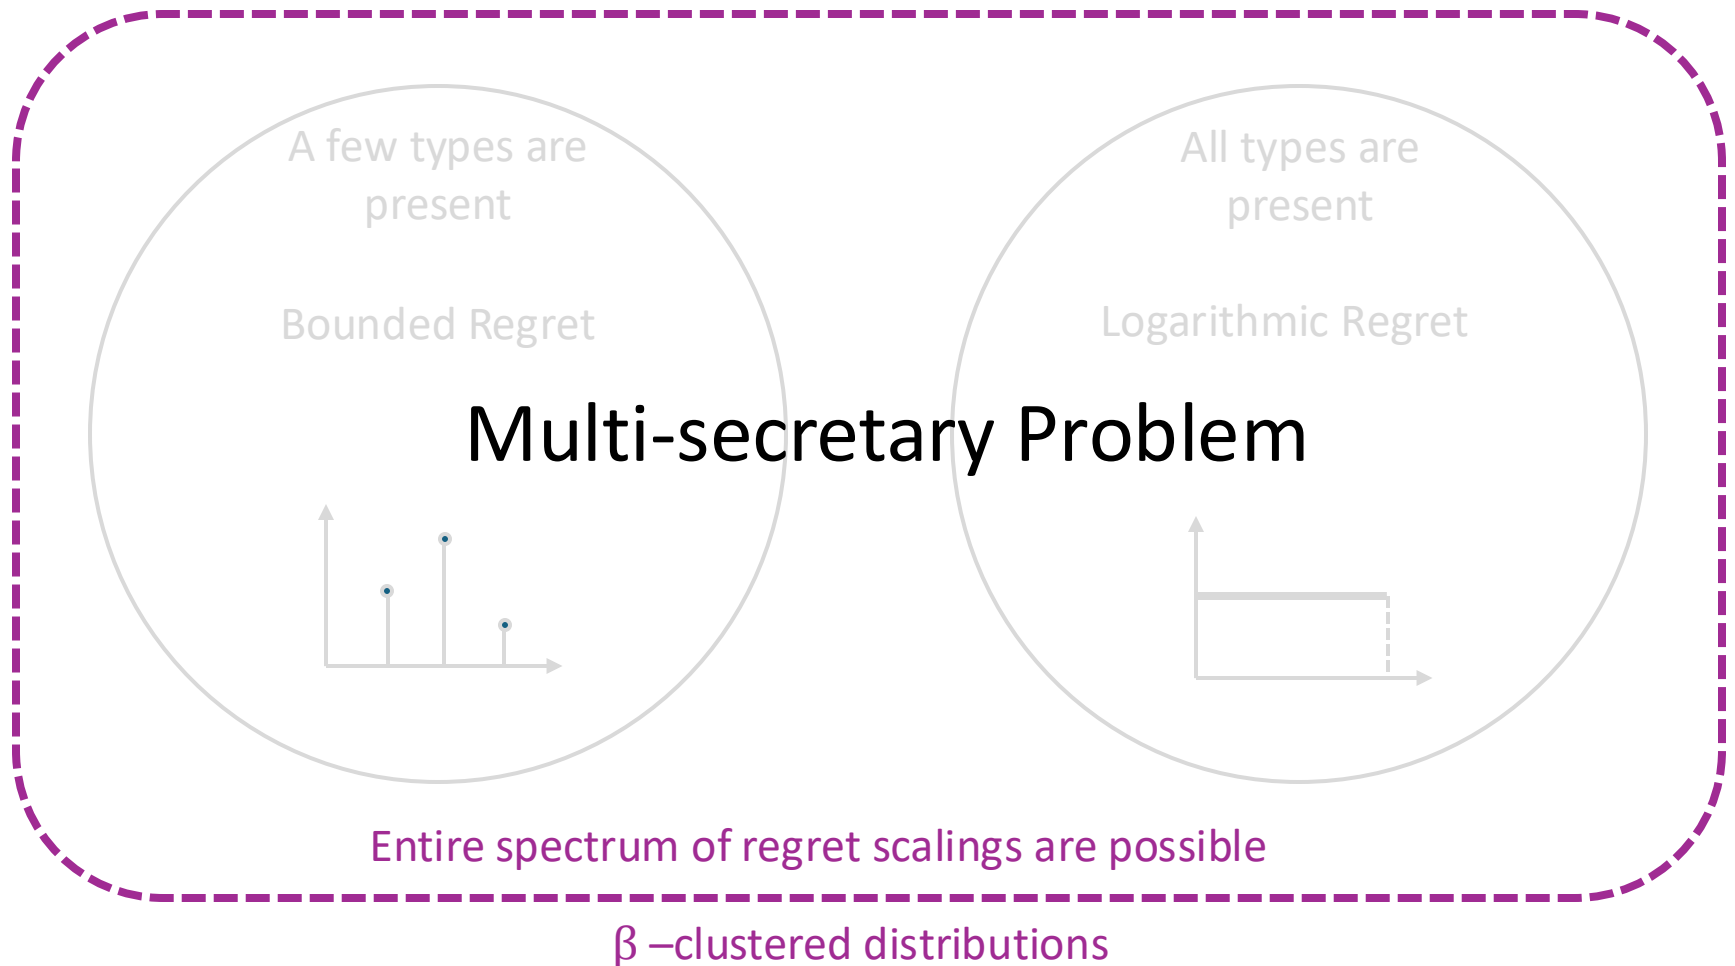 A few types are
present
Bounded Regret
All types are
present
Logarithmic Regret
Multi-secretary Problem
Entire spectrum of regret scalings are possible
β –clustered distributions